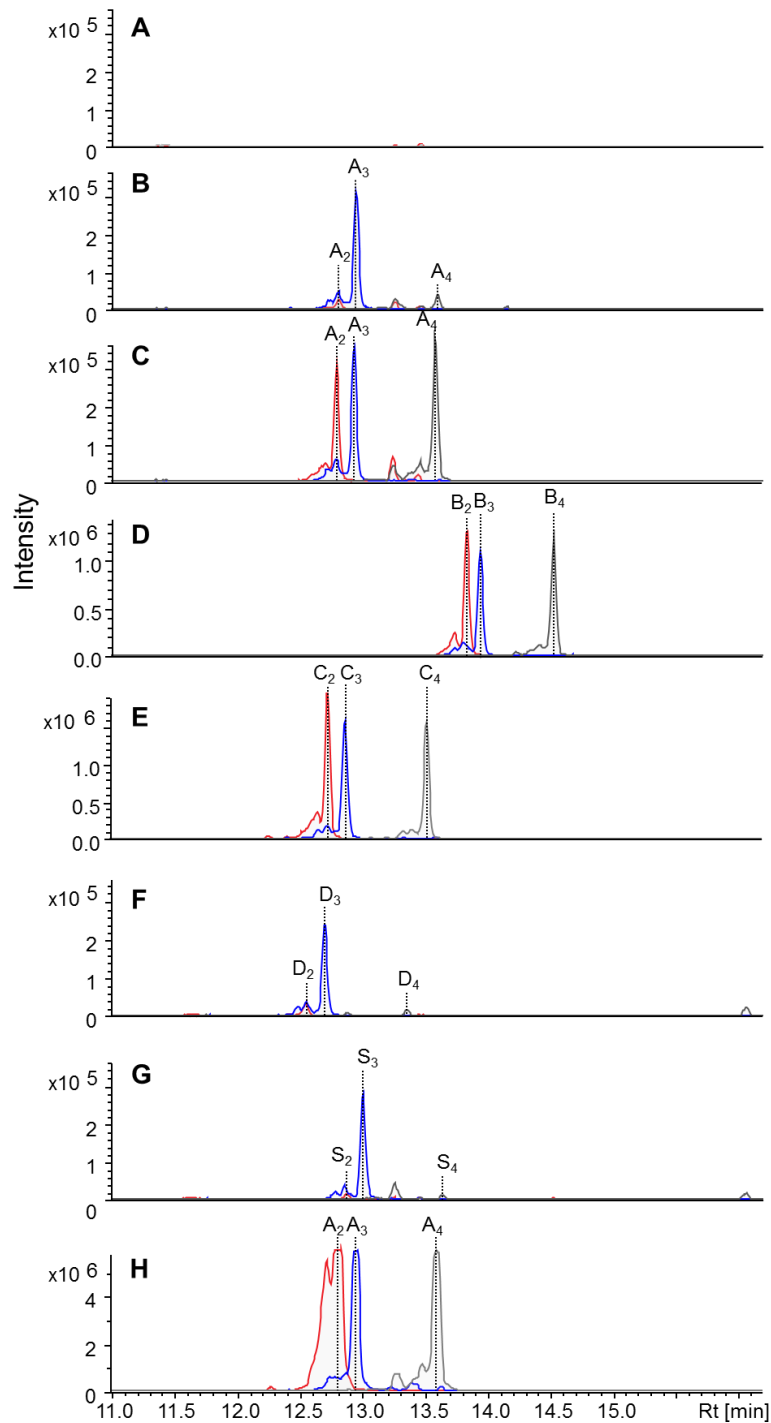 A
x10 5
2
1
0
B
A3
x10 5
A2
2
A4
1
0
C
A2 A3 A4
x10 5
2
1
0
Intensity
D
B2 B3 B4
x10 6
1.0
0.5
0.0
E
C2 C3 C4
x10 6
1.0
0.5
0.0
F
D3
x10 5
D2
2
D4
1
0
G
S3
x10 5
2
S2 S4
1
0
H
A2 A3 A4
x10 6
4
2
0
11.0 11.5 12.0 12.5 13.0 13.5 14.0 14.5 15.0 Rt [min]